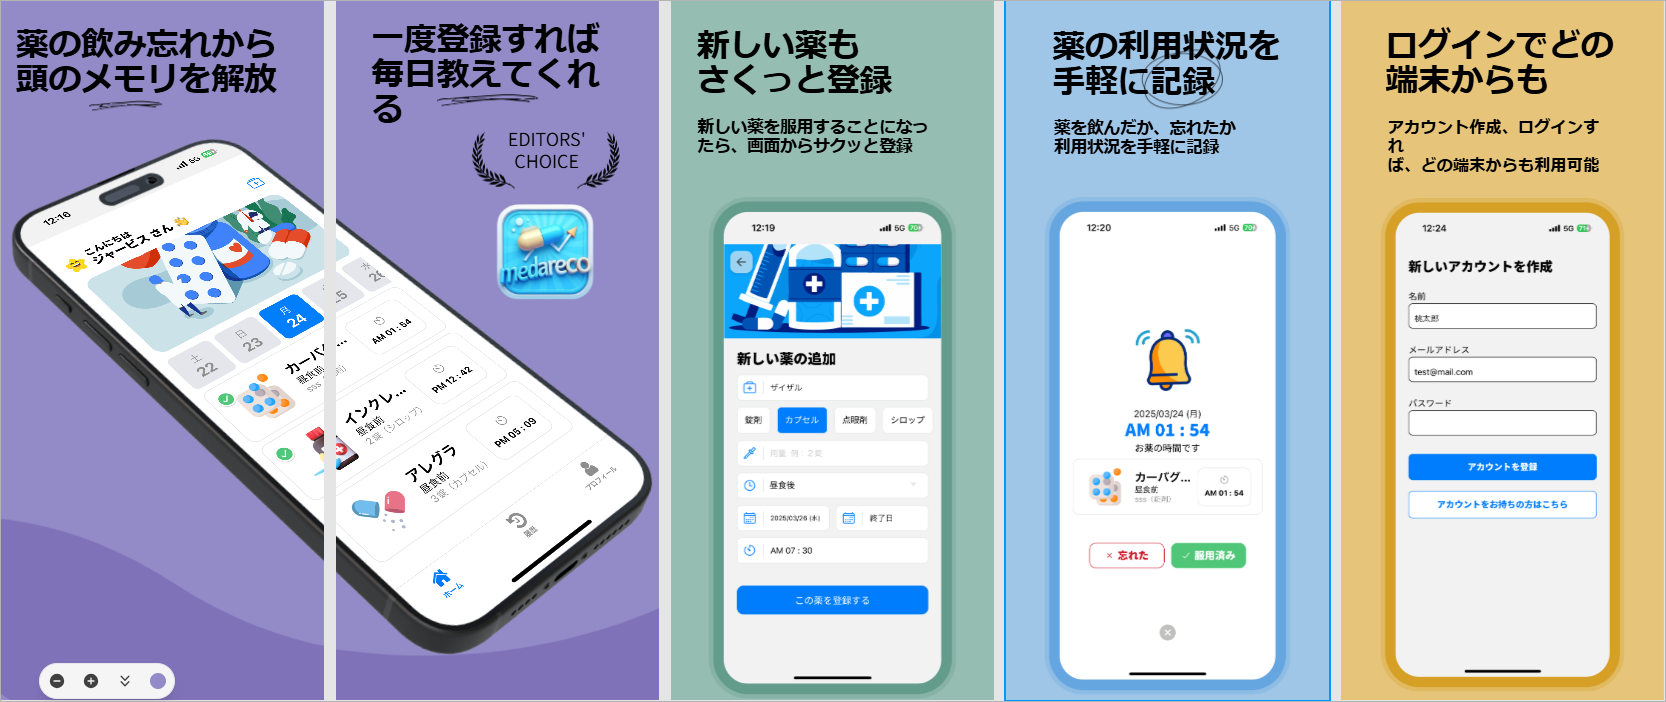 薬の飲み忘れから
頭のメモリを解放
12:16
5G
こんにちは
ジャービスさん
土
22
日
23
月
24
カーバグ
昼食前
一度登録すれば
毎日教えてくれ
る
EDITORS'
CHOICE
medareco
水
25
AM 01 : 54
インクレ...
昼食前
2錠 (シロップ)
PM 12 : 42
アレグラ
昼食前
3錠 (カプセル)
PM 05 : 09
ホーム
履歴
プロフィール
新しい薬も
さくっと登録
新しい薬を服用することになっ
たら、画面からサクッと登録
12:19
5G 70
新しい薬の追加
ザイザル
錠剤
カプセル
点眼剤
シロップ
用量 例:2錠
昼食後
2025/03/26 (水)
終了日
AM 07 : 30
この薬を登録する
薬の利用状況を
手軽に記録
薬を飲んだか、忘れたか
利用状況を手軽に記録
12:20
5G 70
2025/03/24 (月)
AM 01 : 54
お薬の時間です
カーバグ...
昼食前
sss (錠剤)
AM 01 : 54
× 忘れた
✓ 服用済み
ログインでどの
端末からも
アカウント作成、ログインす
れ
ば、どの端末からも利用可能
12:24
5G 71
新しいアカウントを作成
名前
桃太郎
メールアドレス
test@mail.com
パスワード
アカウントを登録
アカウントをお持ちの方はこちら